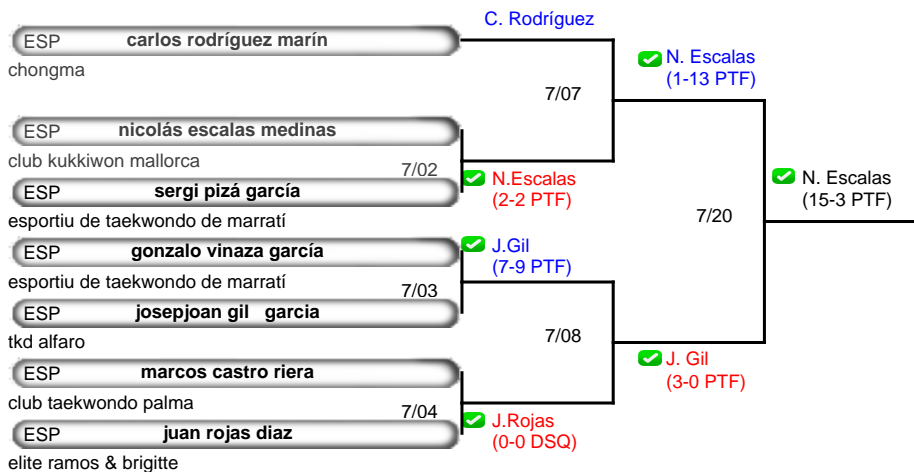 C. Rodríguez
ESP carlos rodríguez marín
chongma
N. Escalas
(1-13 PTF)
7/07
ESP nicolás escalas medinas
club kukkiwon mallorca
7/02
N.Escalas
(2-2 PTF)
ESP sergi pizá garcía
esportiu de taekwondo de marratí
N. Escalas
(15-3 PTF)
7/20
ESP gonzalo vinaza garcía
esportiu de taekwondo de marratí
J.Gil
(7-9 PTF)
7/03
ESP josepjoan gil garcia
tkd alfaro
7/08
J. Gil
(3-0 PTF)
ESP marcos castro riera
club taekwondo palma
7/04
J.Rojas
(0-0 DSQ)
ESP juan rojas diaz
elite ramos & brigitte